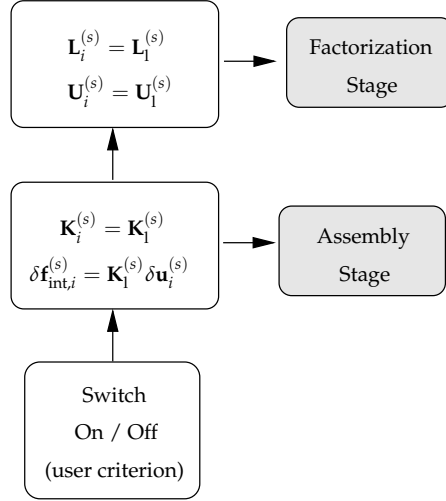 L_i^{(s)} = L_l^{(s)}
U_i^{(s)} = U_l^{(s)}
Factorization
Stage
K_i^{(s)} = K_l^{(s)}
δf_{int,i}^{(s)} = K_l^{(s)} δu_i^{(s)}
Assembly
Stage
Switch
On / Off
(user criterion)